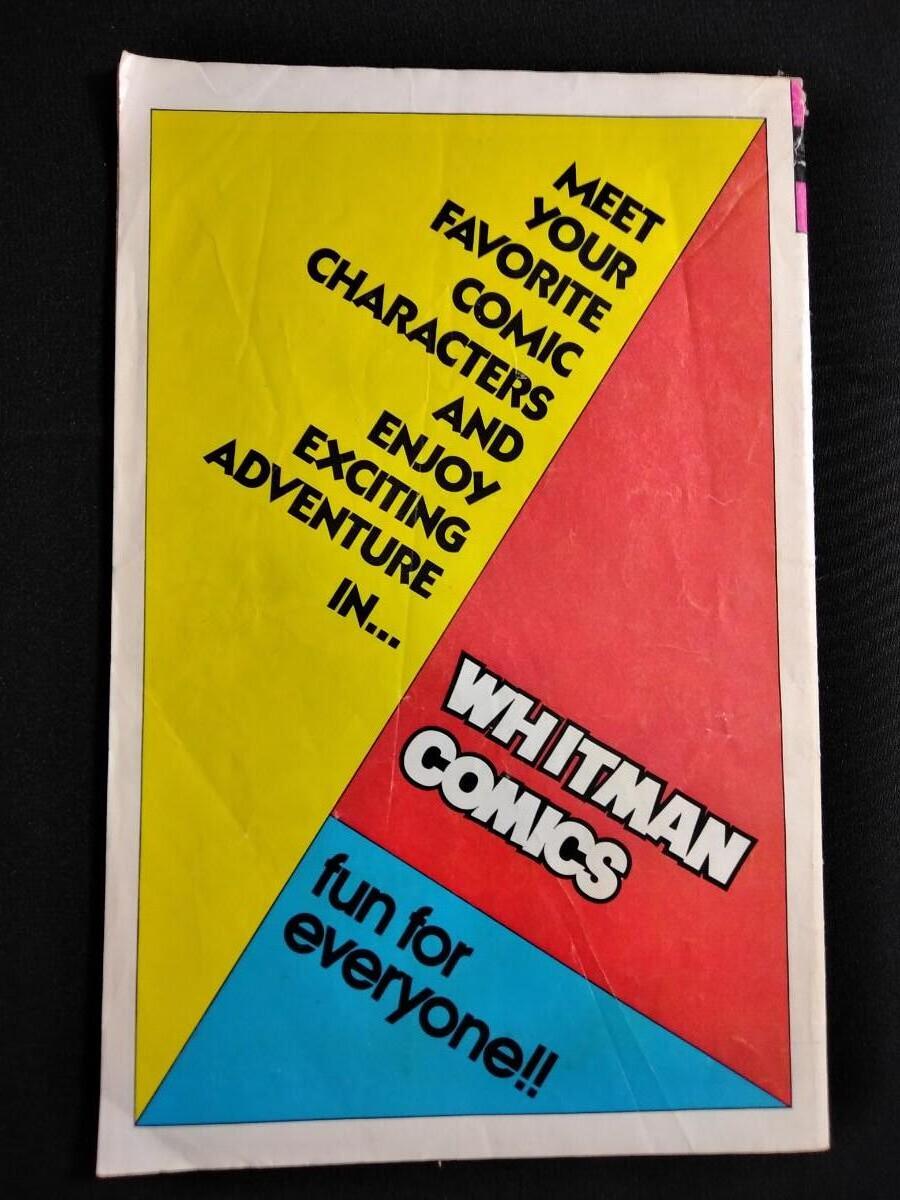 MEET
YOUR
FAVORITE
COMIC
CHARACTERS
AND
ENJOY
EXCITING
ADVENTURE
IN...
WHITMAN
COMICS
fun for
everyone!!